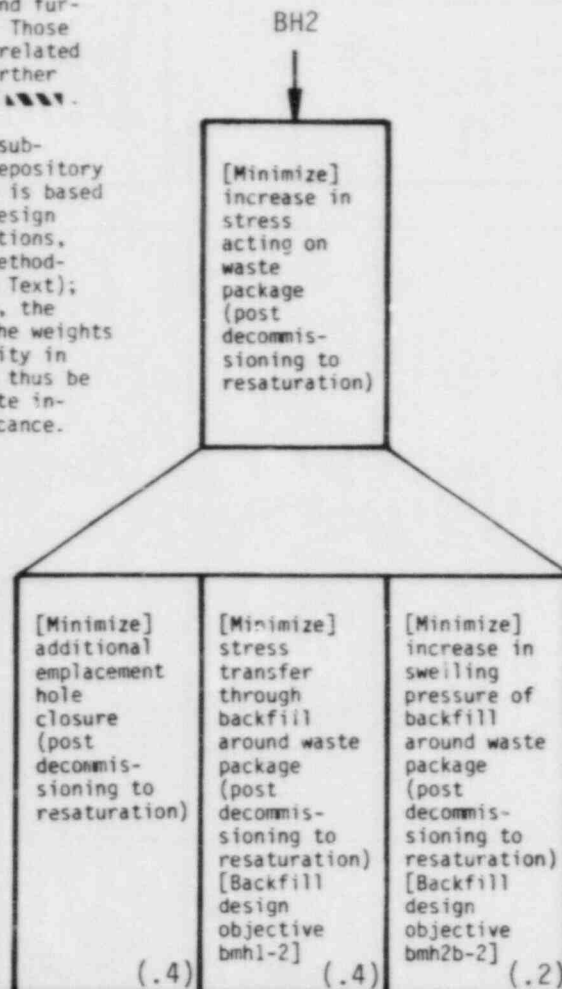 nd fur-
Those
related
rther
sub-
epository
is based
esign
tions,
ethod-
Text);
, the
he weights
ity in
thus be
te in-
cance.
BH2
[Minimize]
increase in
stress
acting on
waste
package
(post
decommis-
sioning to
resaturation)
[Minimize]
additional
emplacement
hole
closure
(post
decommis-
sioning to
resaturation)
(.4)
[Minimize]
stress
transfer
through
backfill
around waste
package
(post
decommis-
sioning to
resaturation)
[Backfill
design
objective
bmh1-2]
(.4)
[Minimize]
increase in
swelling
pressure of
backfill
around waste
package
(post
decommis-
sioning to
resaturation)
[Backfill
design
objective
bmh2b-2]
(.2)